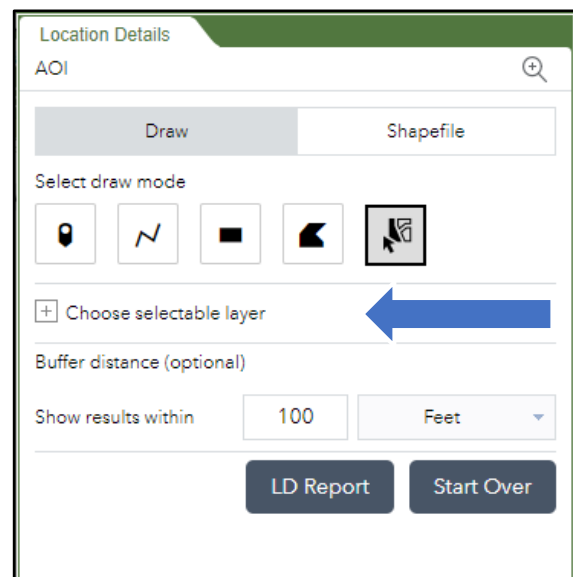 Location Details
AOI
Draw Shapefile
Select draw mode
Choose selectable layer
Buffer distance (optional)
Show results within 100 Feet
LD Report Start Over